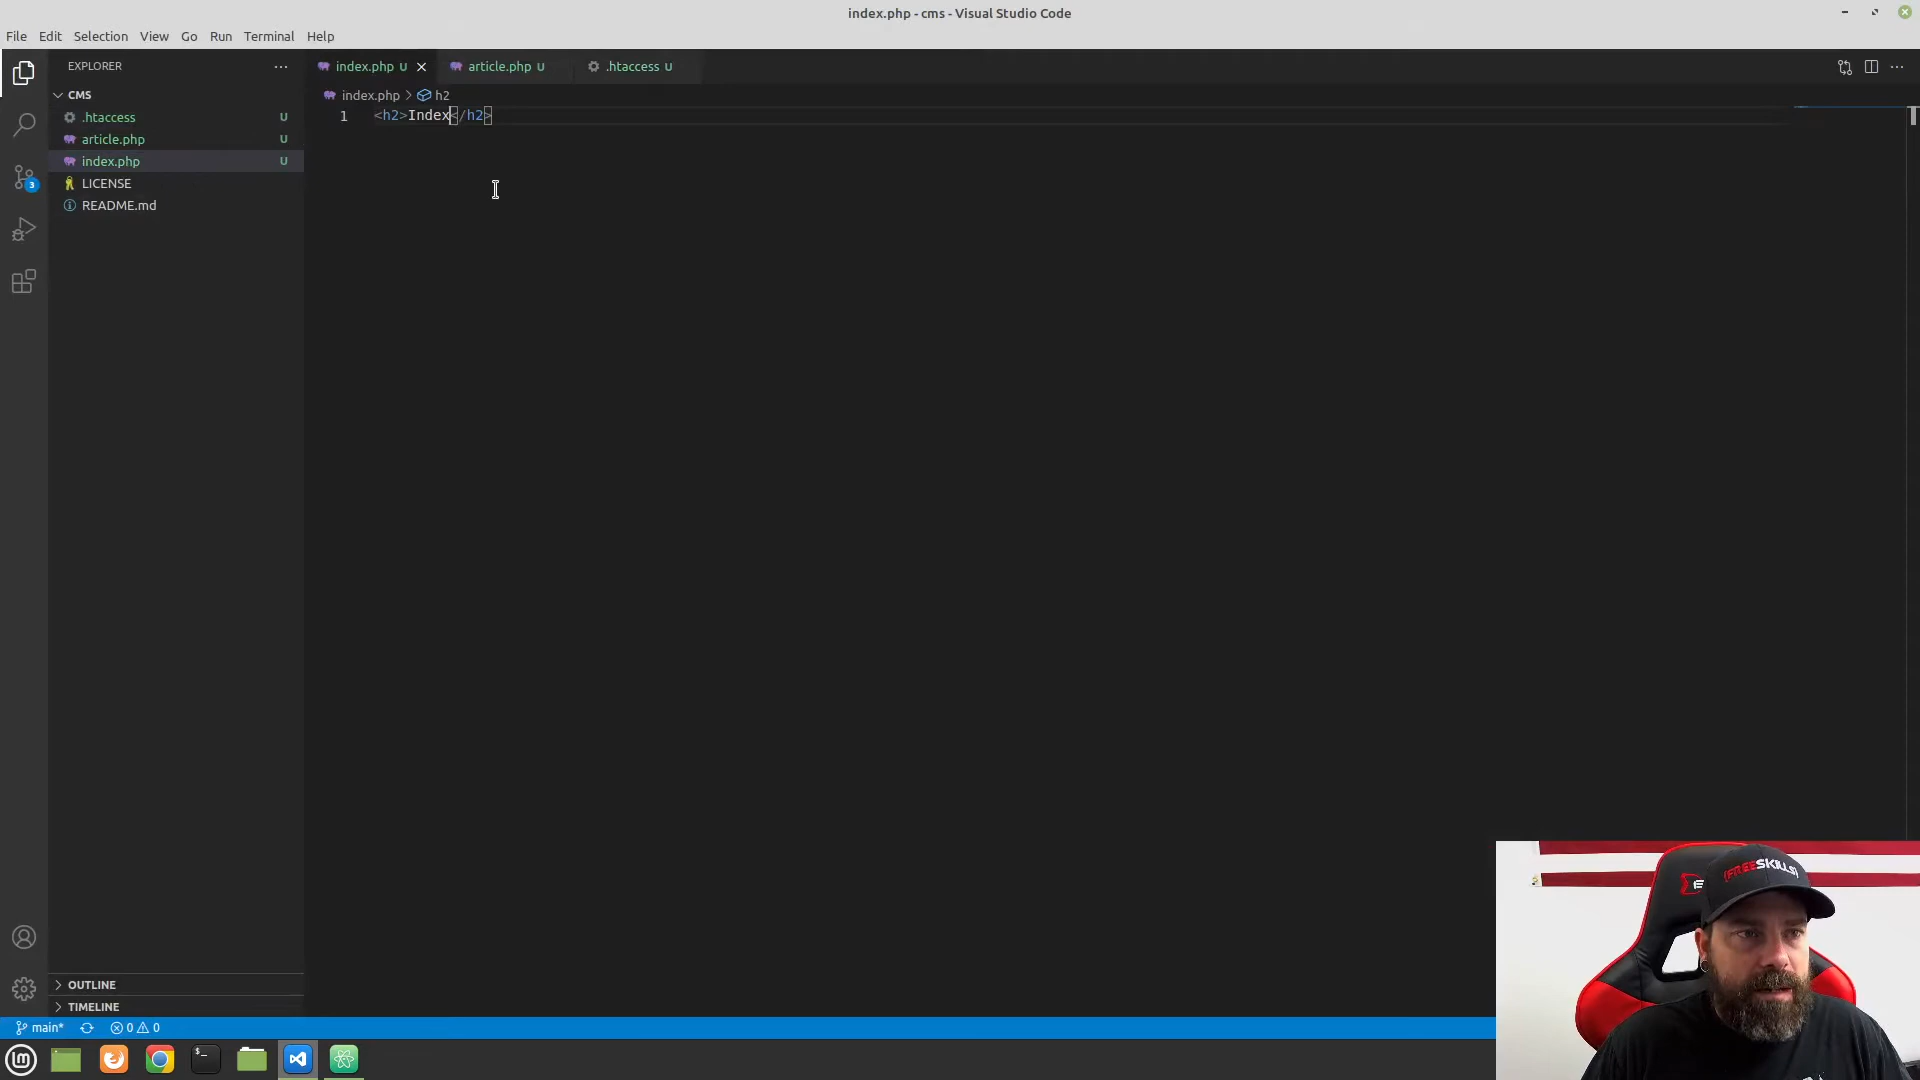 index.php - cms - Visual Studio Code
File Edit Selection View Go Run Terminal Help
EXPLORER
index.php U
article.php U
.htaccess U
index.php > h2
CMS
.htaccess U
article.php U
index.php U
LICENSE
README.md
1 <h2>Index</h2>
3
OUTLINE
TIMELINE
main*
0 0
{FREESKILLS}